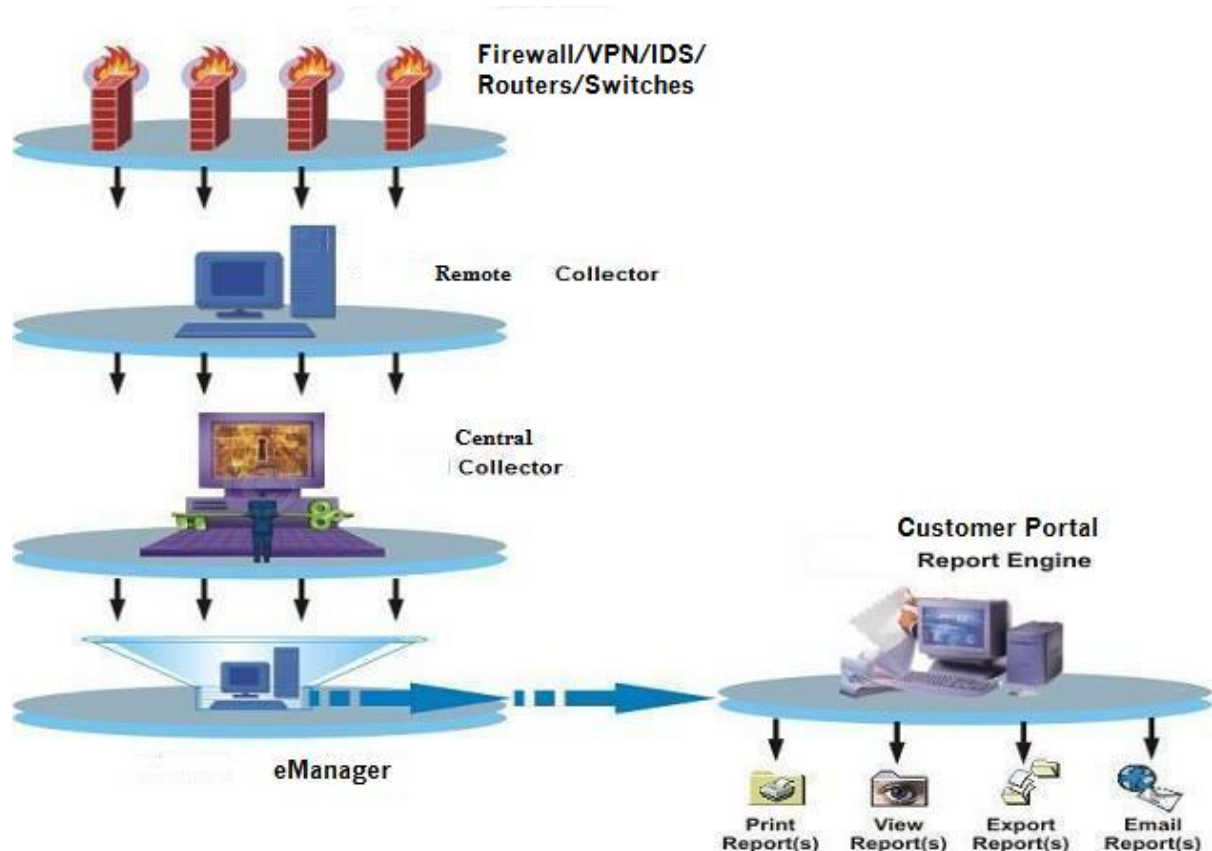 Firewall/VPN/IDS/
Routers/Switches
Remote Collector
Central
Collector
Customer Portal
Report Engine
eManager
Print
Report(s)
View
Report(s)
Export
Report(s)
Email
Report(s)